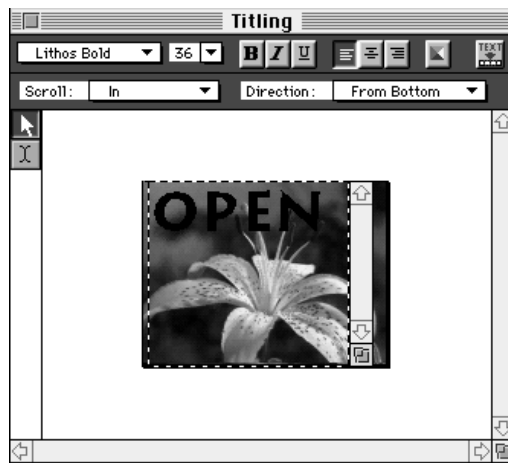 Titling
Lithos Bold 36 B I U TEXT
Scroll: In Direction: From Bottom
OPEN